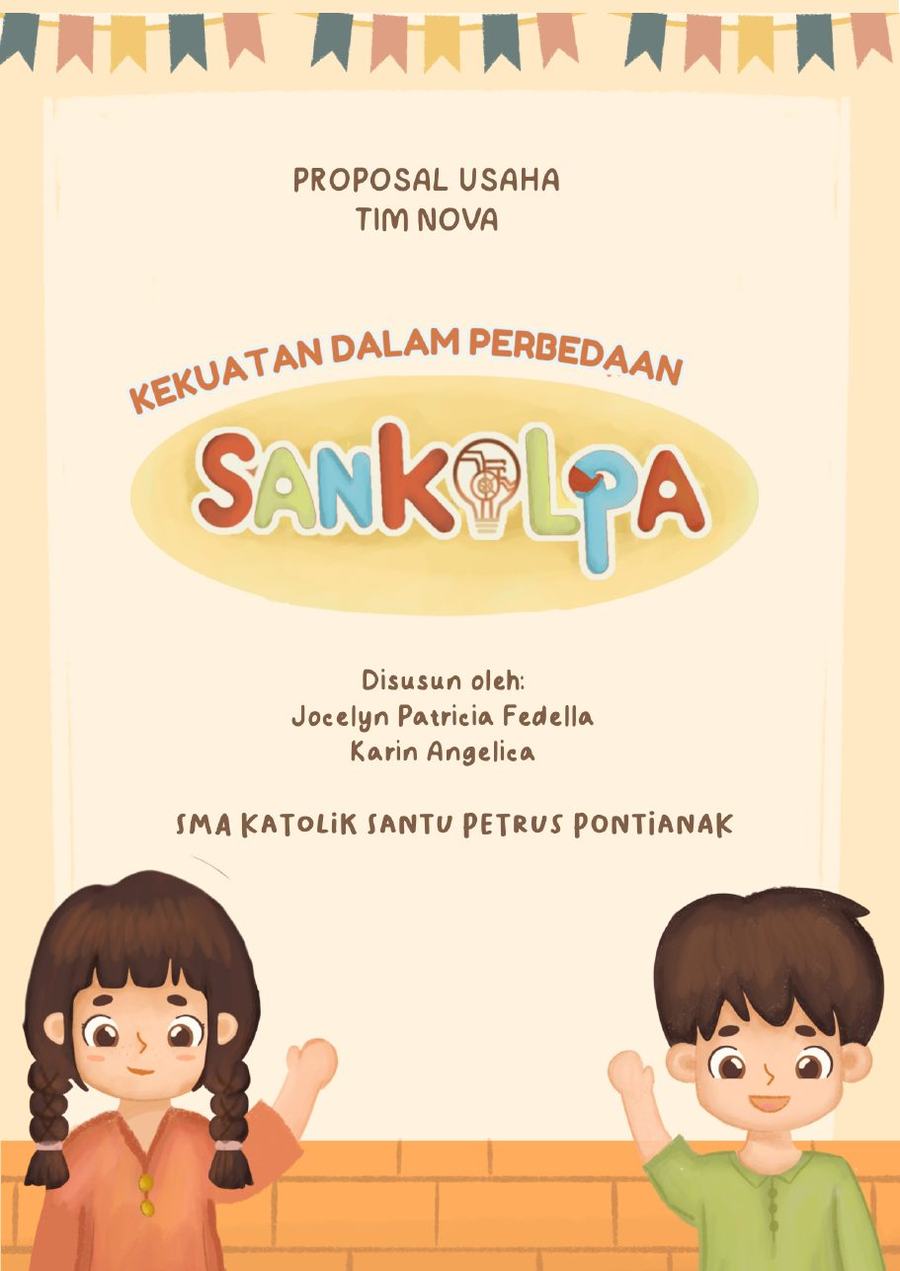 PROPOSAL USAHA
TIM NOVA
KEKUATAN DALAM PERBEDAAN
SANKOLPA
Disusun oleh:
Jocelyn Patricia Fedella
Karin Angelica
SMA KATOLIK SANTU PETRUS PONTIANAK